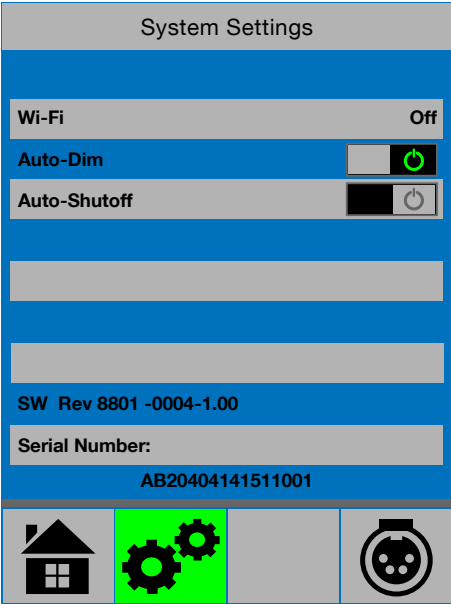 System Settings
Wi-Fi Off
Auto-Dim
Auto-Shutoff
SW Rev 8801 -0004-1.00
Serial Number:
AB20404141511001